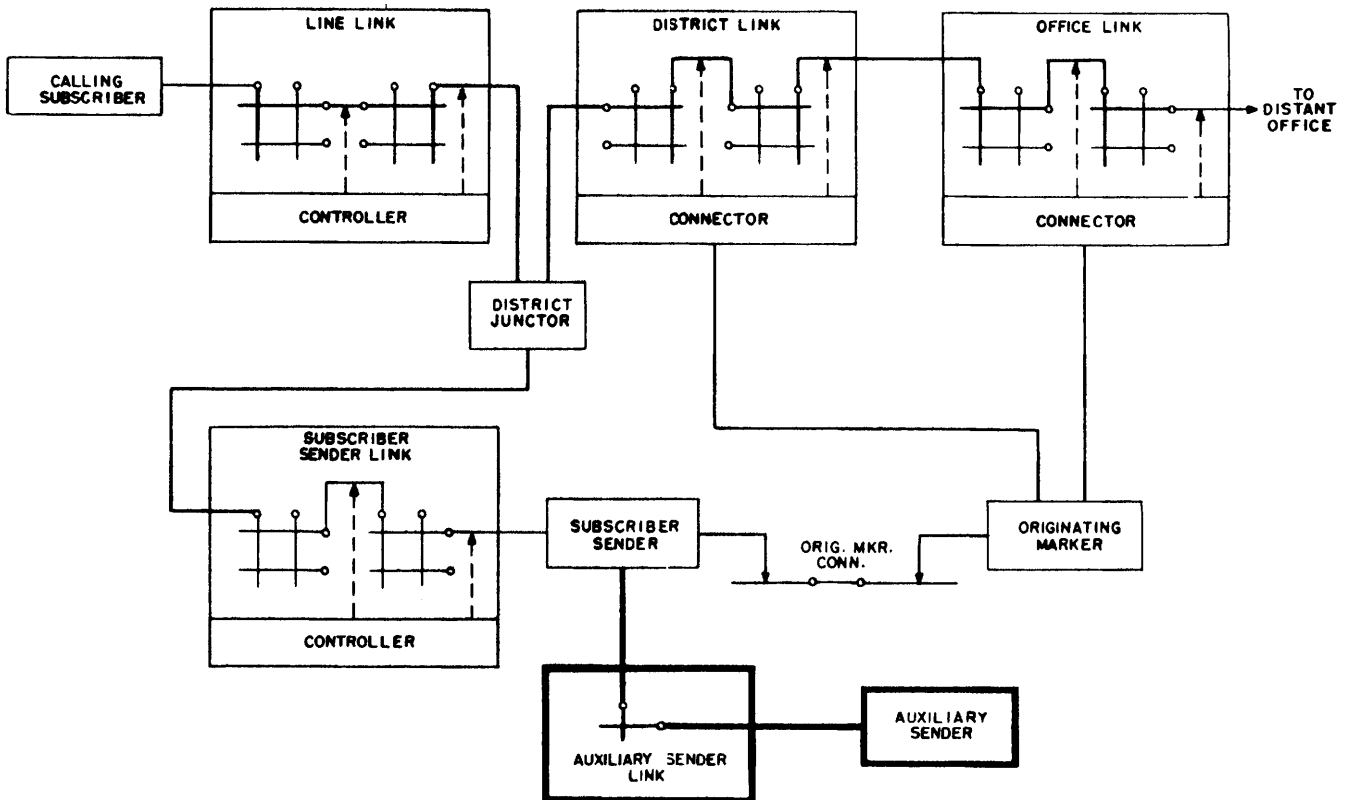 LINE LINK
DISTRICT LINK
OFFICE LINK
CALLING
SUBSCRIBER
TO
DISTANT
OFFICE
CONTROLLER
CONNECTOR
CONNECTOR
DISTRICT
JUNCTOR
SUBSCRIBER
SENDER LINK
SUBSCRIBER
SENDER
ORIG. MKR.
CONN.
ORIGINATING
MARKER
CONTROLLER
AUXILIARY SENDER
LINK
AUXILIARY
SENDER